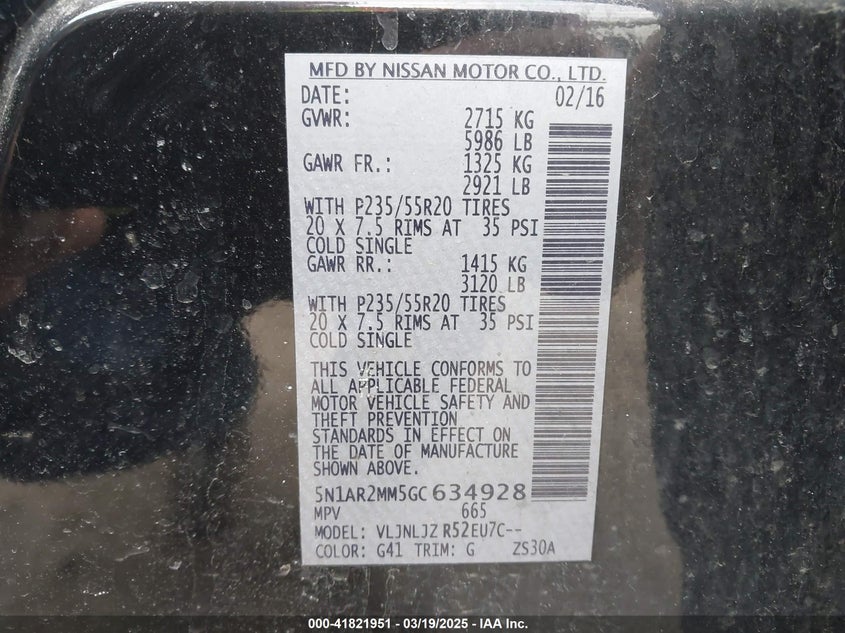 MFD BY NISSAN MOTOR CO., LTD.
DATE: 02/16
GVWR: 2715 KG
5986 LB
GAWR FR.: 1325 KG
2921 LB
WITH P235/55R20 TIRES
20 X 7.5 RIMS AT 35 PSI
COLD SINGLE
GAWR RR.: 1415 KG
3120 LB
WITH P235/55R20 TIRES
20 X 7.5 RIMS AT 35 PSI
COLD SINGLE
THIS VEHICLE CONFORMS TO
ALL APPLICABLE FEDERAL
MOTOR VEHICLE SAFETY AND
THEFT PREVENTION
STANDARDS IN EFFECT ON
THE DATE OF MANUFACTURE
SHOWN ABOVE.
5N1AR2MM5GC634928
MPV 665
MODEL: VLJNLJZ R52EU7C--
COLOR: G41 TRIM: G ZS30A
000-41821951 - 03/19/2025 - IAA Inc.